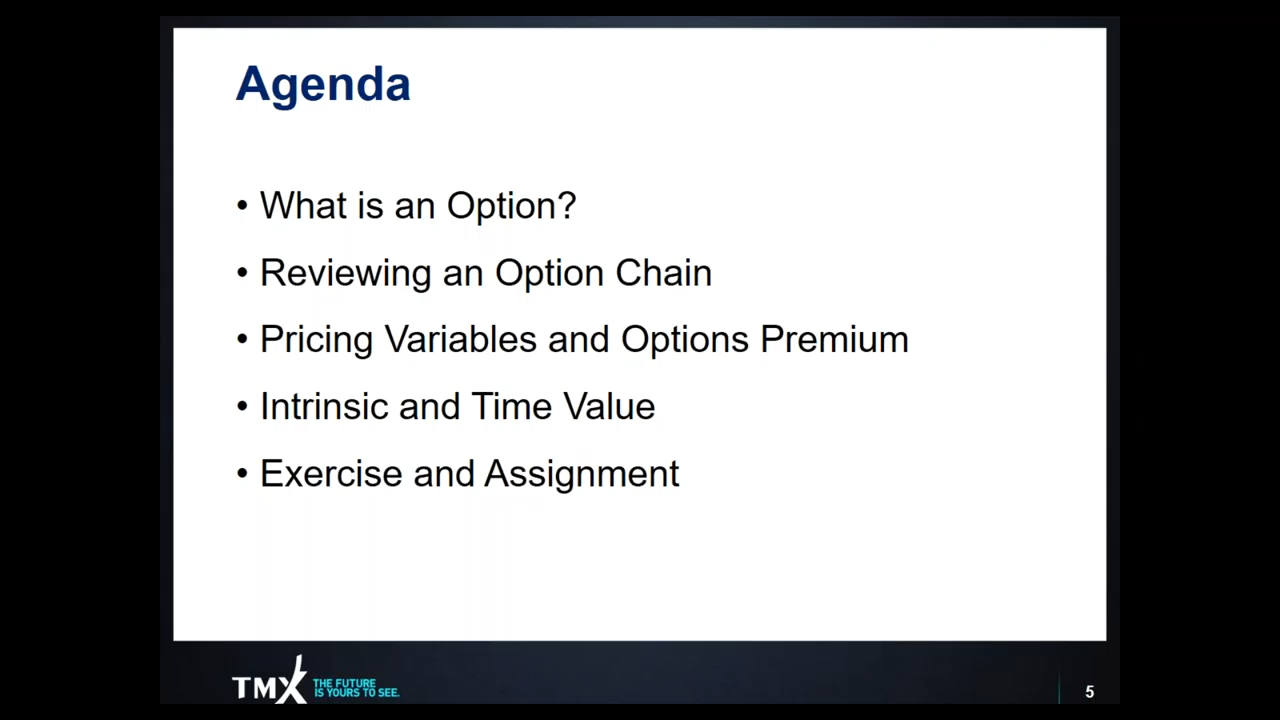 Agenda
• What is an Option?
• Reviewing an Option Chain
• Pricing Variables and Options Premium
• Intrinsic and Time Value
• Exercise and Assignment
TMX
THE FUTURE
IS YOURS TO SEE.
5